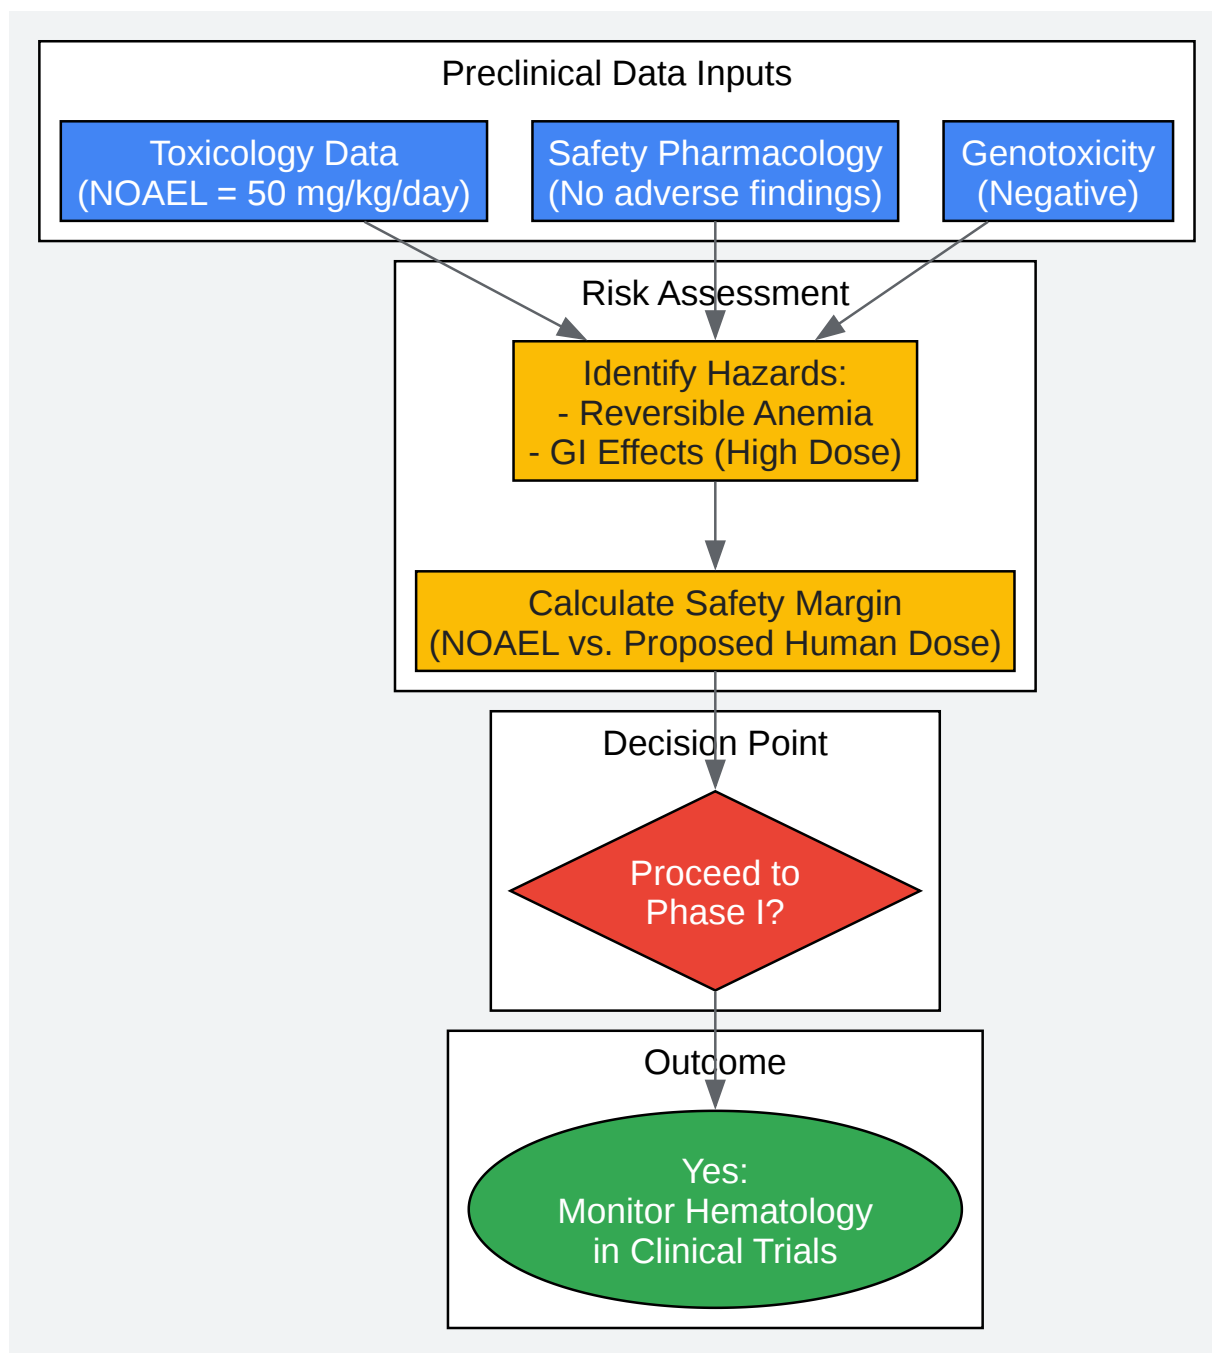 Preclinical Data Inputs
Toxicology Data
(NOAEL = 50 mg/kg/day)
Safety Pharmacology
(No adverse findings)
Genotoxicity
(Negative)
Risk Assessment
Identify Hazards:
- Reversible Anemia
- GI Effects (High Dose)
Calculate Safety Margin
(NOAEL vs. Proposed Human Dose)
Decision Point
Proceed to
Phase I?
Outcome
Yes:
Monitor Hematology
in Clinical Trials